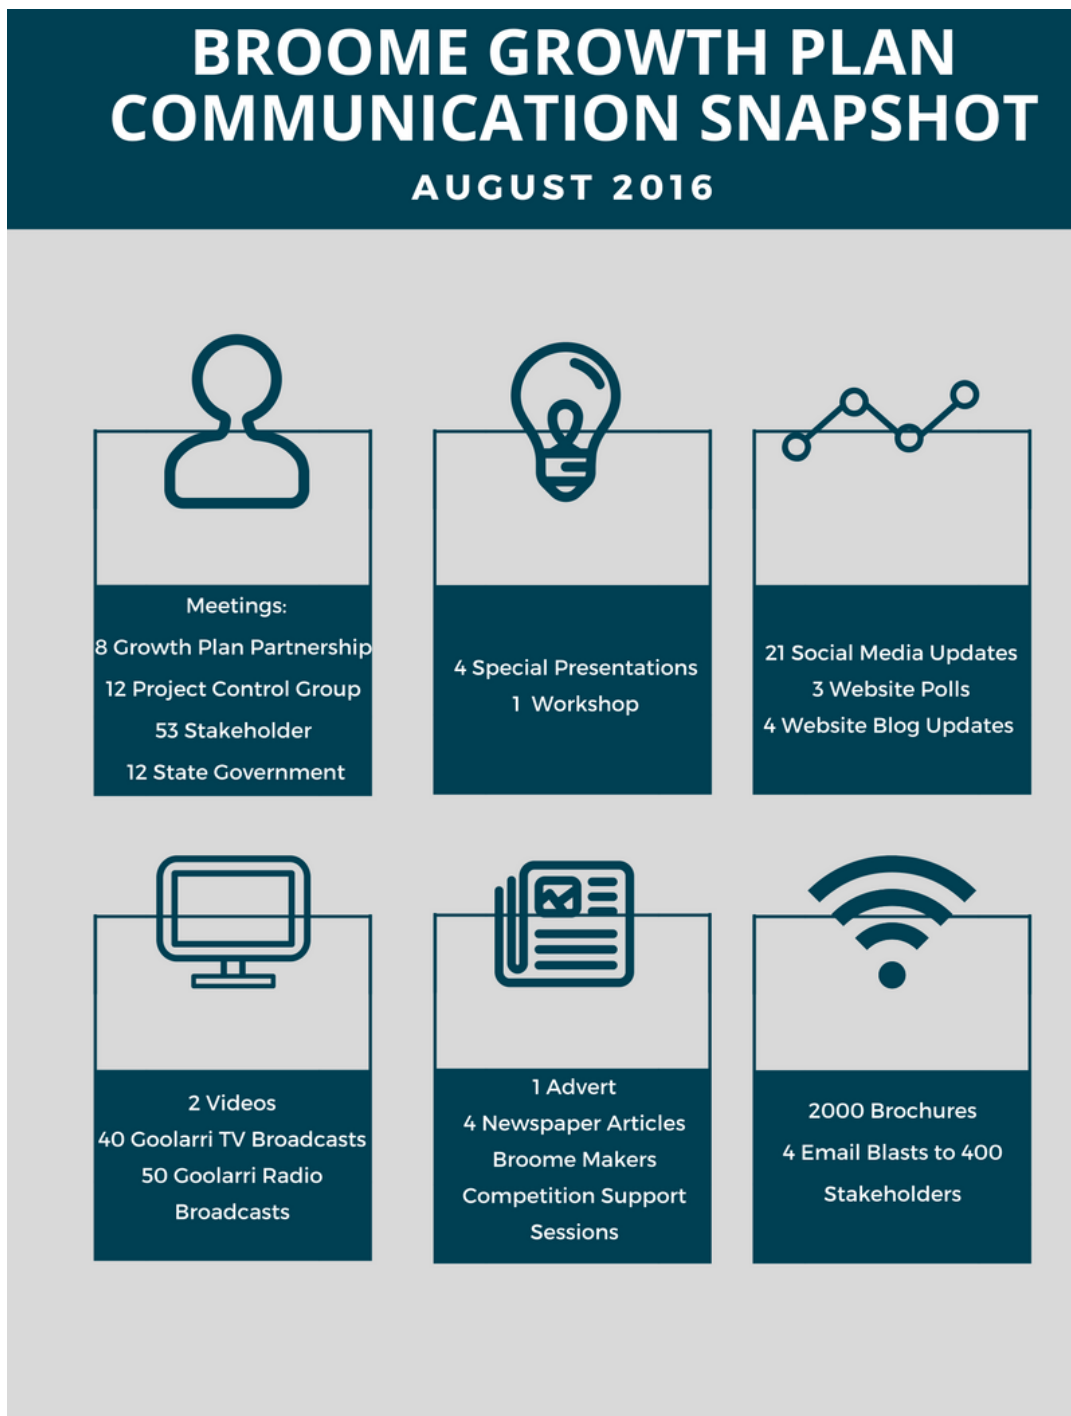 BROOME GROWTH PLAN
COMMUNICATION SNAPSHOT
AUGUST 2016
Meetings:
8 Growth Plan Partnership
12 Project Control Group
53 Stakeholder
12 State Government
4 Special Presentations
1 Workshop
21 Social Media Updates
3 Website Polls
4 Website Blog Updates
2 Videos
40 Goolarri TV Broadcasts
50 Goolarri Radio
Broadcasts
1 Advert
4 Newspaper Articles
Broome Makers
Competition Support
Sessions
2000 Brochures
4 Email Blasts to 400
Stakeholders